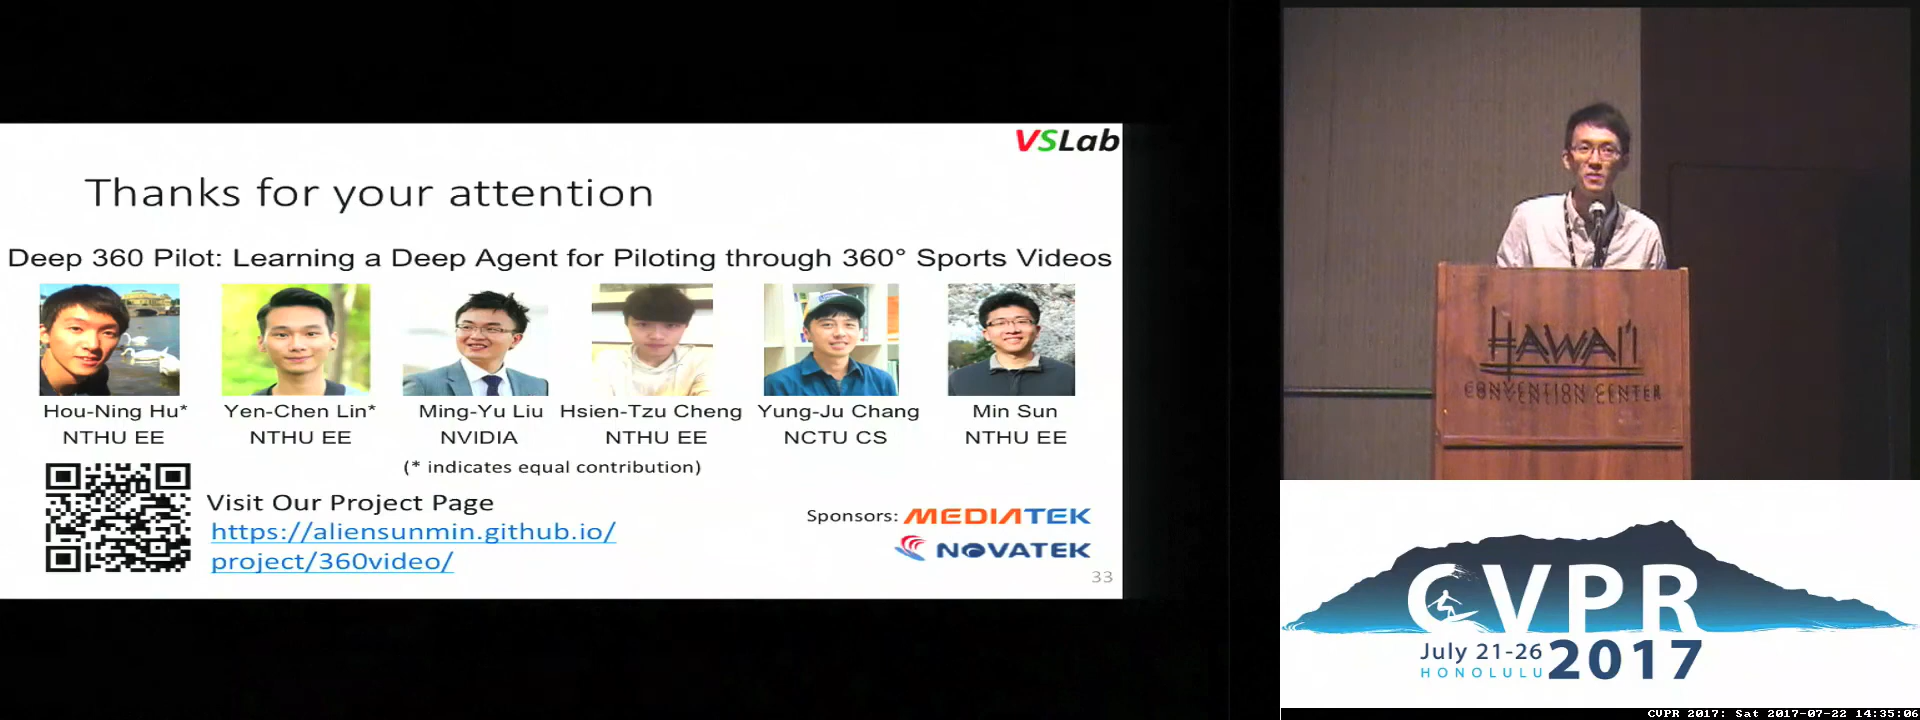 VSLab
Thanks for your attention
Deep 360 Pilot: Learning a Deep Agent for Piloting through 360° Sports Videos
Hou-Ning Hu*
NTHU EE
Yen-Chen Lin*
NTHU EE
Ming-Yu Liu
NVIDIA
Hsien-Tzu Cheng
NTHU EE
Yung-Ju Chang
NCTU CS
Min Sun
NTHU EE
(* indicates equal contribution)
Visit Our Project Page
https://aliensunmin.github.io/
project/360video/
Sponsors: MEDIATEK
NOVATEK
33
HAWAI'I
CONVENTION CENTER
CVPR
July 21-26
HONOLULU
2017
CVPR 2017: Sat 2017-07-22 14:35:06